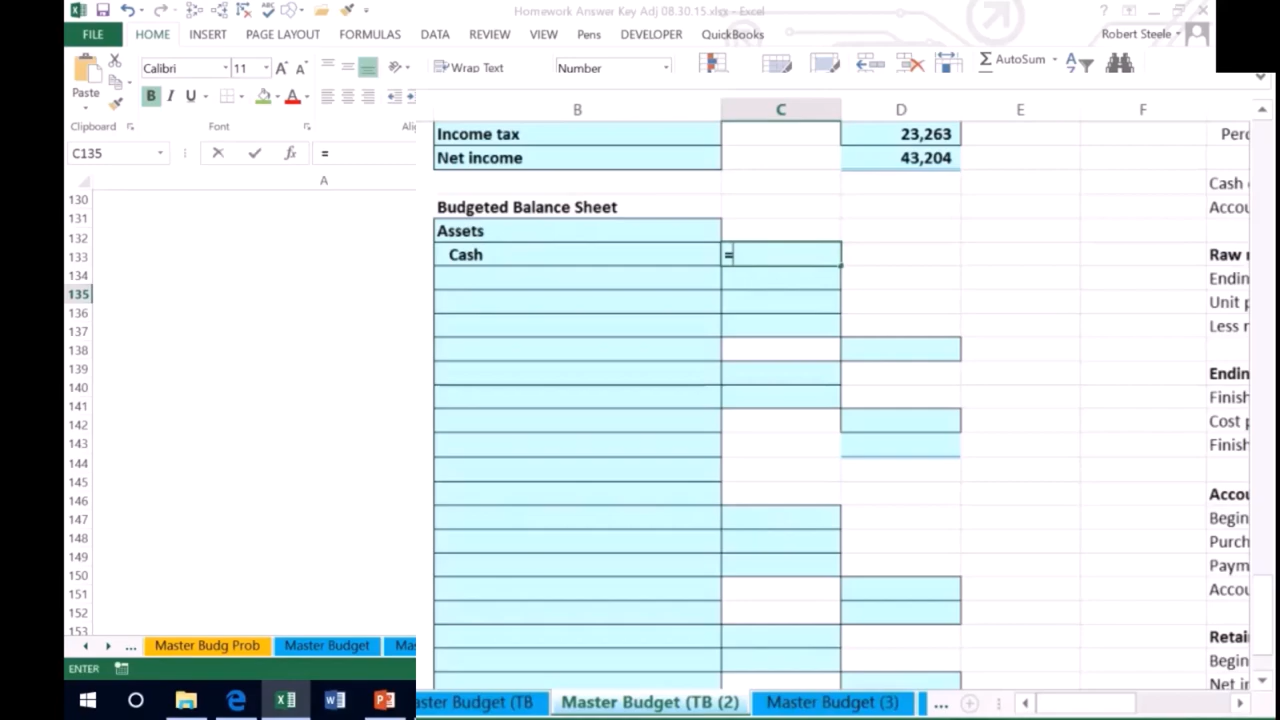 Homework Answer Key Adj 08.30.15.xlsx - Excel
FILE HOME INSERT PAGE LAYOUT FORMULAS DATA REVIEW VIEW Pens DEVELOPER QuickBooks Robert Steele
Calibri 11 Wrap Text Number AutoSum
Paste B I U
Clipboard Font
C135 =
A B C D E F
Income tax 23,263
Net income 43,204
Budgeted Balance Sheet
Assets
Cash =
130
131
132
133
134
135
136
137
138
139
140
141
142
143
144
145
146
147
148
149
150
151
152
153
Cash
Raw
Master Budg Prob Master Budget
Master Budget (TB (2) Master Budget (3)
ENTER